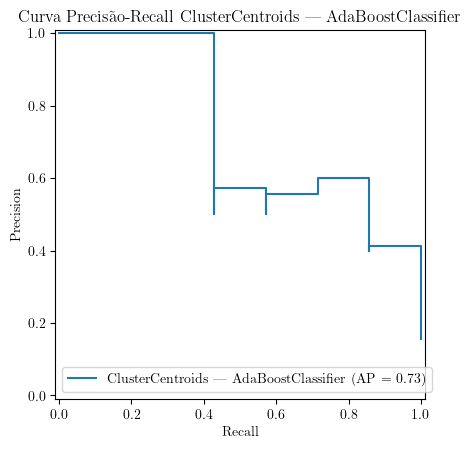 Curva Precisão-Recall ClusterCentroids — AdaBoostClassifier
1.0
0.8
0.6
0.4
0.2
0.0
Precision
ClusterCentroids — AdaBoostClassifier (AP = 0.73)
0.0 0.2 0.4 0.6 0.8 1.0
Recall